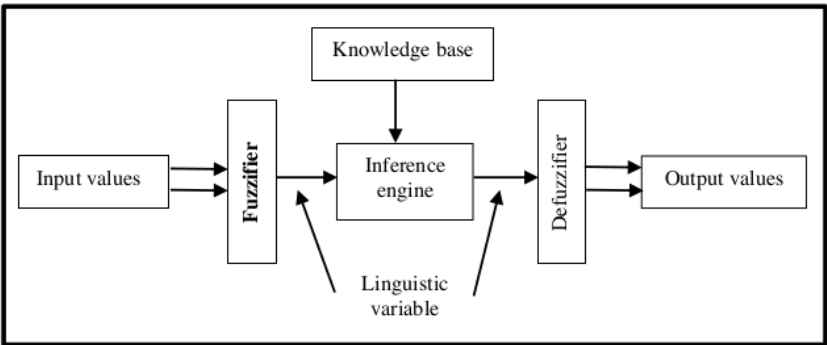 Knowledge base
Input values
Fuzzifier
Inference
engine
Defuzzifier
Output values
Linguistic
variable